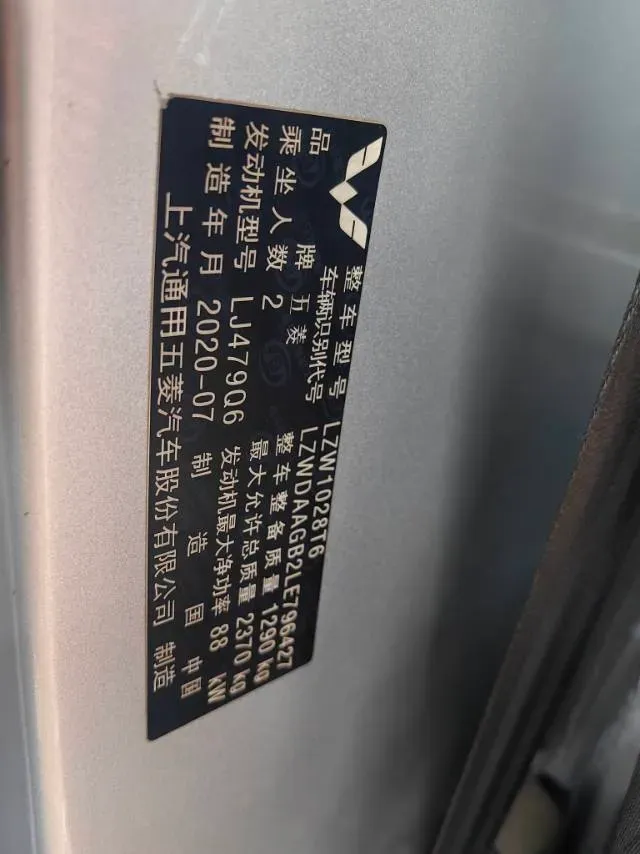 整车型号 LZW1028T6
车辆识别代号 LZWDAAGB2LE796427
品牌 五菱 整车整备质量 1290 kg
乘坐人数 2 最大允许总质量 2370 kg
发动机型号 LJ479Q6 发动机最大净功率 88 KW
制造年月 2020-07 制造国 中国
上汽通用五菱汽车股份有限公司 制造